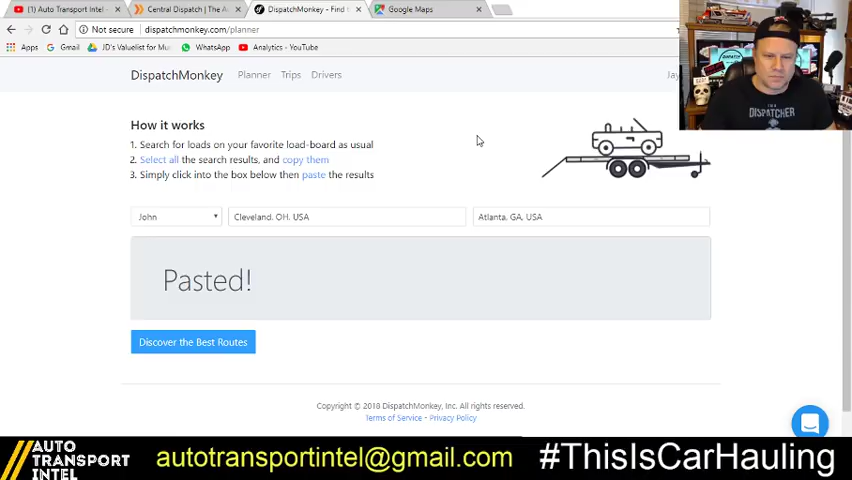 (1) Auto Transport Intel -
Central Dispatch | The A
DispatchMonkey - Find
Google Maps
Not secure | dispatchmonkey.com/planner
Apps
Gmail
JD's Valuelist for Mu
WhatsApp
Analytics - YouTube
DispatchMonkey Planner Trips Drivers
Jay
How it works
1. Search for loads on your favorite load-board as usual
2. Select all the search results, and copy them
3. Simply click into the box below then paste the results
John
Cleveland, OH, USA
Atlanta, GA, USA
Pasted!
Discover the Best Routes
Copyright © 2018 DispatchMonkey, Inc. All rights reserved.
Terms of Service - Privacy Policy
I'M A
DISPATCHER
AUTO
TRANSPORT
INTEL
autotransportintel@gmail.com
#ThisIsCarHauling